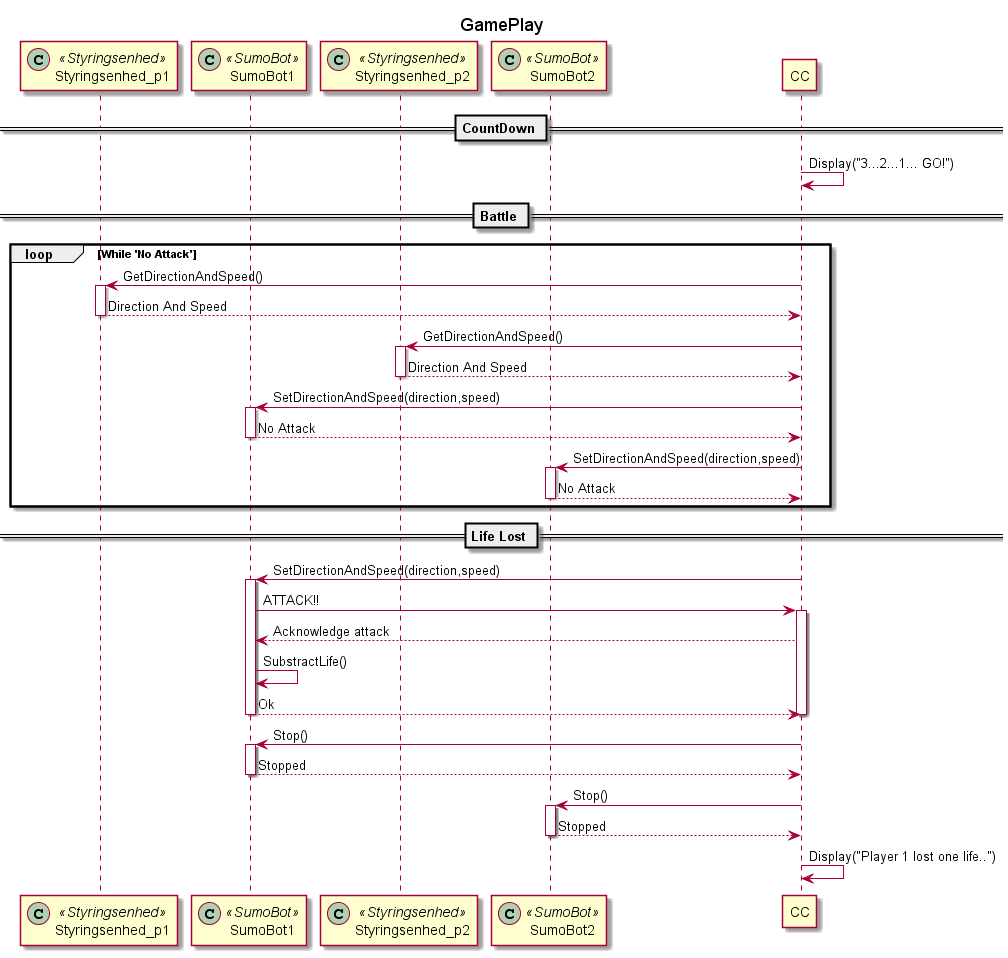 GamePlay
C «Styringsenhed» Styringsenhed_p1
C «SumoBot» SumoBot1
C «Styringsenhed» Styringsenhed_p2
C «SumoBot» SumoBot2
CC
CountDown
Display("3...2...1... GO!")
Battle
loop [While 'No Attack']
GetDirectionAndSpeed()
Direction And Speed
GetDirectionAndSpeed()
Direction And Speed
SetDirectionAndSpeed(direction,speed)
No Attack
SetDirectionAndSpeed(direction,speed)
No Attack
Life Lost
SetDirectionAndSpeed(direction,speed)
ATTACK!!
Acknowledge attack
SubstractLife()
Ok
Stop()
Stopped
Stop()
Stopped
Display("Player 1 lost one life..")
C «Styringsenhed» Styringsenhed_p1
C «SumoBot» SumoBot1
C «Styringsenhed» Styringsenhed_p2
C «SumoBot» SumoBot2
CC